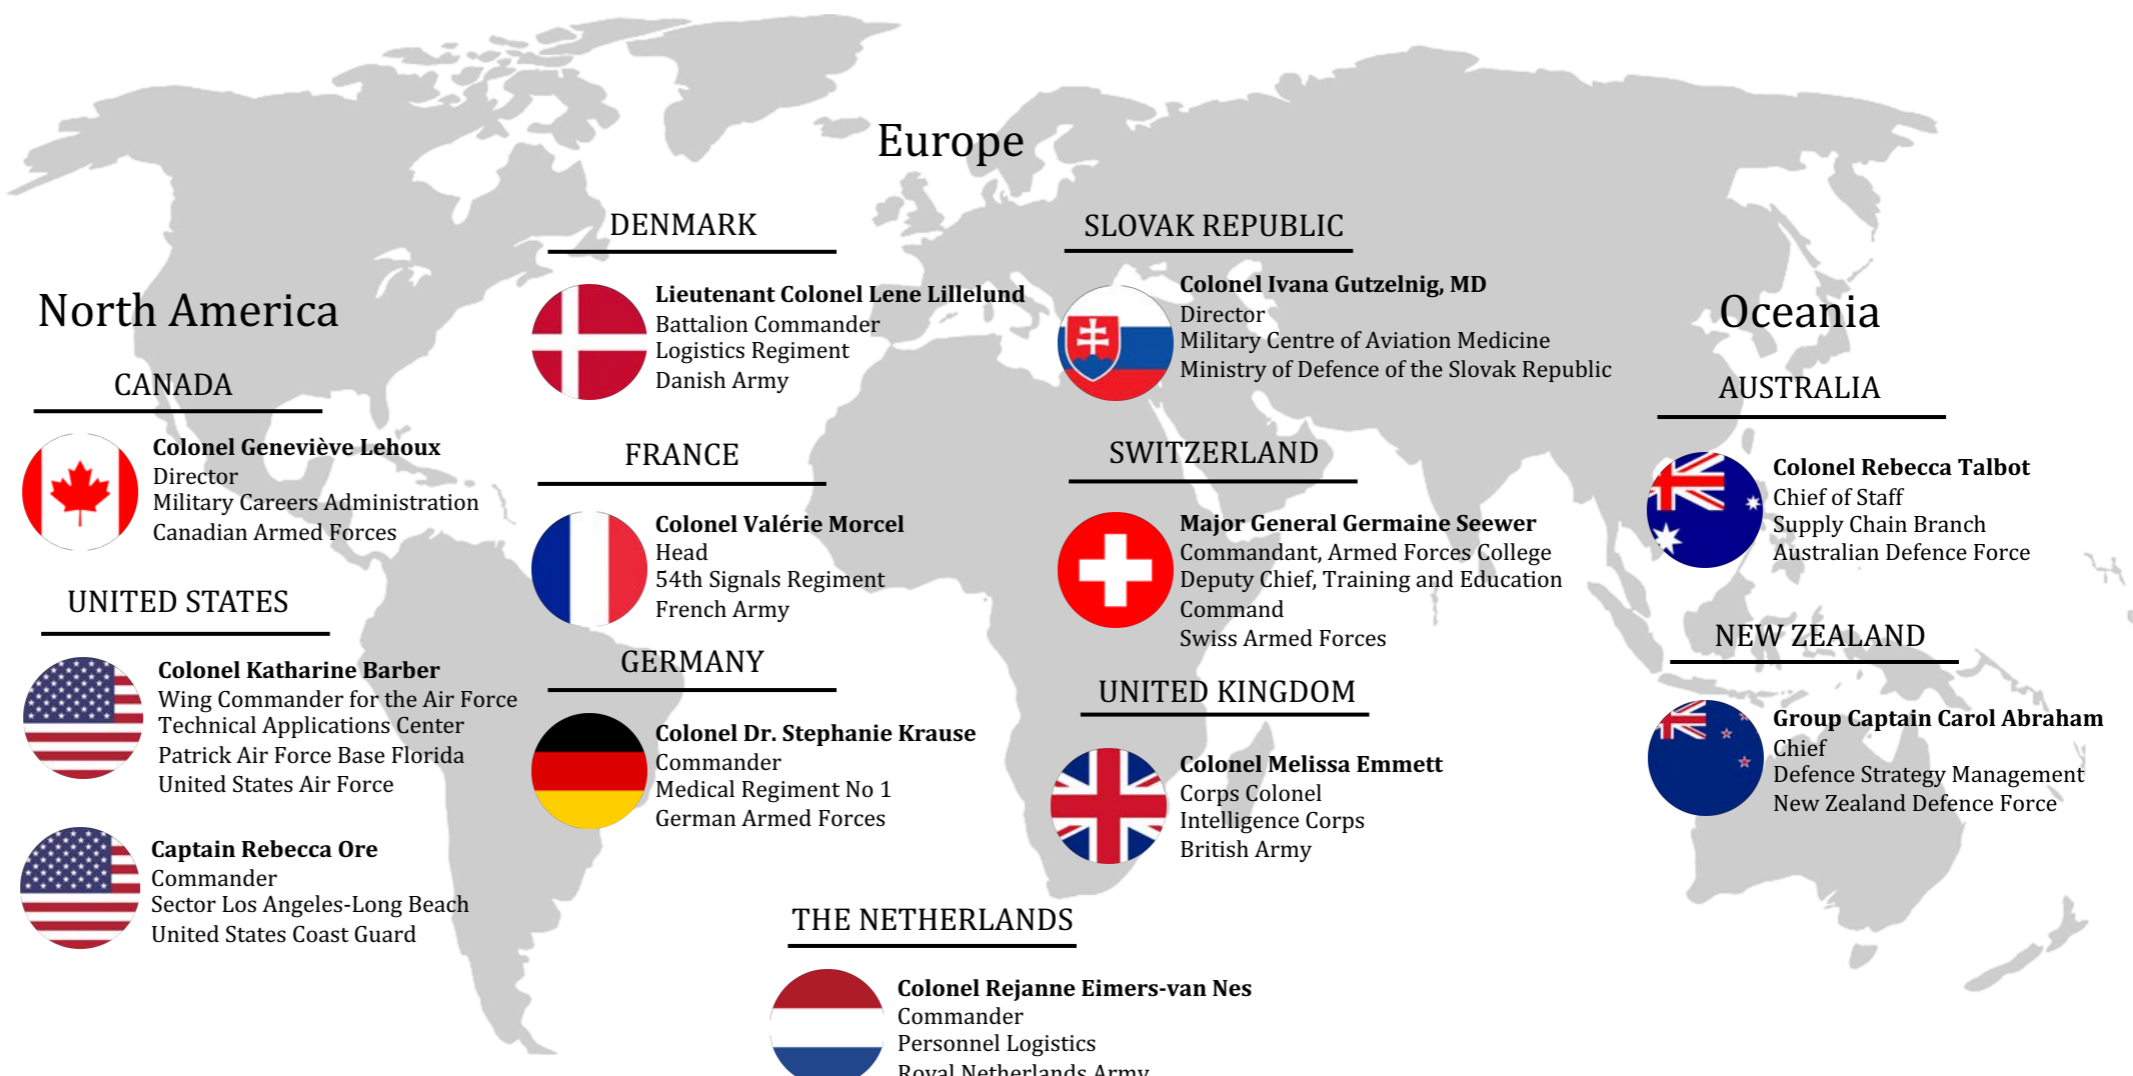 North America
CANADA
Colonel Geneviève Lehoux
Director
Military Careers Administration
Canadian Armed Forces
UNITED STATES
Colonel Katharine Barber
Wing Commander for the Air Force
Technical Applications Center
Patrick Air Force Base Florida
United States Air Force
Captain Rebecca Ore
Commander
Sector Los Angeles-Long Beach
United States Coast Guard
Europe
DENMARK
Lieutenant Colonel Lene Lillelund
Battalion Commander
Logistics Regiment
Danish Army
FRANCE
Colonel Valérie Morcel
Head
54th Signals Regiment
French Army
GERMANY
Colonel Dr. Stephanie Krause
Commander
Medical Regiment No 1
German Armed Forces
THE NETHERLANDS
Colonel Rejanne Eimers-van Nes
Commander
Personnel Logistics
Royal Netherlands Army
SLOVAK REPUBLIC
Colonel Ivana Gutzelnig, MD
Director
Military Centre of Aviation Medicine
Ministry of Defence of the Slovak Republic
SWITZERLAND
Major General Germaine Seewer
Commandant, Armed Forces College
Deputy Chief, Training and Education
Command
Swiss Armed Forces
UNITED KINGDOM
Colonel Melissa Emmett
Corps Colonel
Intelligence Corps
British Army
Oceania
AUSTRALIA
Colonel Rebecca Talbot
Chief of Staff
Supply Chain Branch
Australian Defence Force
NEW ZEALAND
Group Captain Carol Abraham
Chief
Defence Strategy Management
New Zealand Defence Force